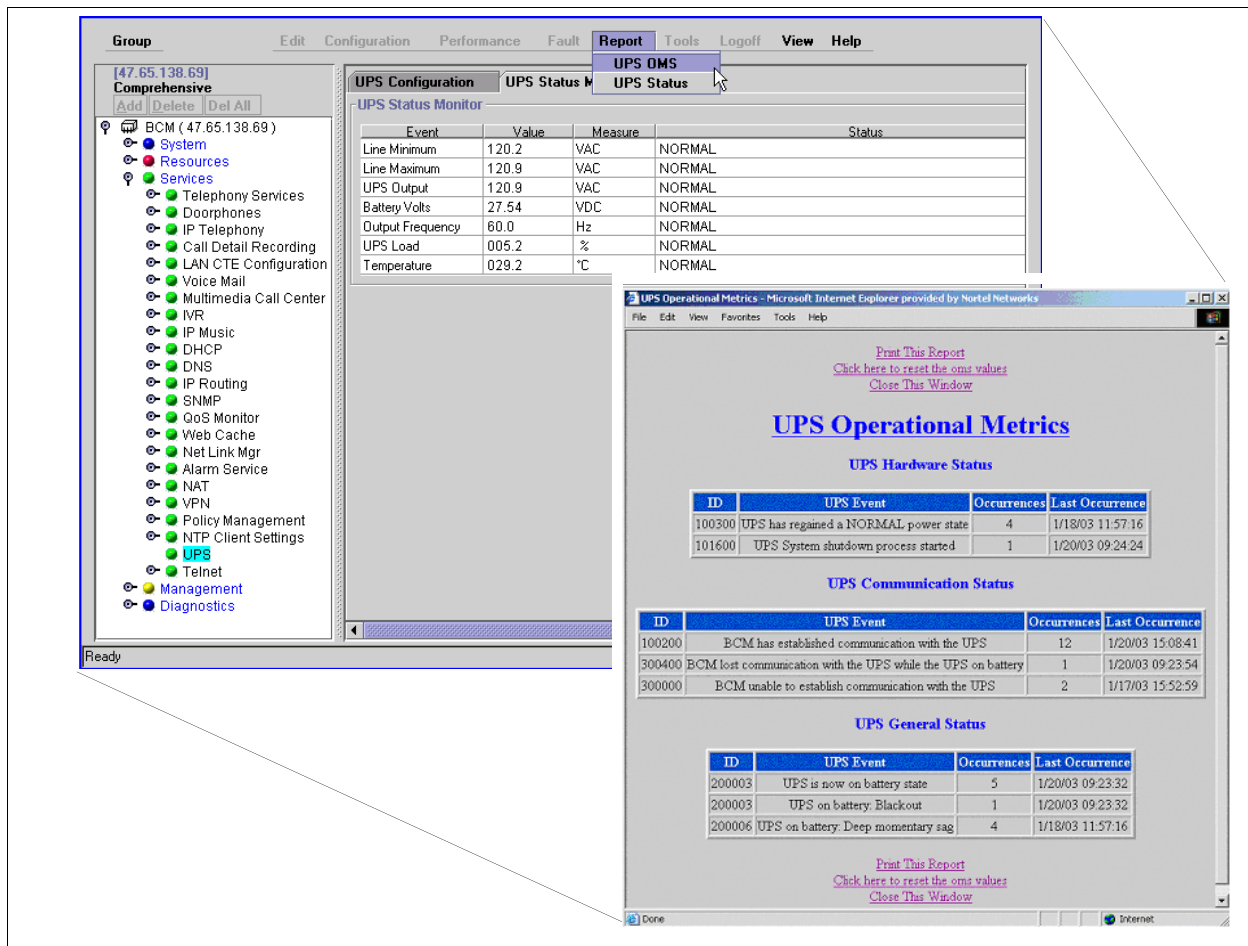 Group Edit Configuration Performance Fault Report Tools Logoff View Help
UPS OMS
UPS Status
[47.65.138.69]
Comprehensive
Add Delete Del All
BCM ( 47.65.138.69 )
System
Resources
Services
Telephony Services
Doorphones
IP Telephony
Call Detail Recording
LAN CTE Configuration
Voice Mail
Multimedia Call Center
IVR
IP Music
DHCP
DNS
IP Routing
SNMP
QoS Monitor
Web Cache
Net Link Mgr
Alarm Service
NAT
VPN
Policy Management
NTP Client Settings
UPS
Telnet
Management
Diagnostics
Ready
UPS Configuration UPS Status M
UPS Status Monitor
Event Value Measure Status
Line Minimum 120.2 VAC NORMAL
Line Maximum 120.9 VAC NORMAL
UPS Output 120.9 VAC NORMAL
Battery Volts 27.54 VDC NORMAL
Output Frequency 60.0 Hz NORMAL
UPS Load 005.2 % NORMAL
Temperature 029.2 °C NORMAL
UPS Operational Metrics - Microsoft Internet Explorer provided by Nortel Networks
File Edit View Favorites Tools Help
Print This Report
Click here to reset the oms values
Close This Window
UPS Operational Metrics
UPS Hardware Status
ID UPS Event Occurrences Last Occurrence
100300 UPS has regained a NORMAL power state 4 1/18/03 11:57:16
101600 UPS System shutdown process started 1 1/20/03 09:24:24
UPS Communication Status
ID UPS Event Occurrences Last Occurrence
100200 BCM has established communication with the UPS 12 1/20/03 15:08:41
300400 BCM lost communication with the UPS while the UPS on battery 1 1/20/03 09:23:54
300000 BCM unable to establish communication with the UPS 2 1/17/03 15:52:59
UPS General Status
ID UPS Event Occurrences Last Occurrence
200003 UPS is now on battery state 5 1/20/03 09:23:32
200003 UPS on battery: Blackout 1 1/20/03 09:23:32
200006 UPS on battery: Deep momentary sag 4 1/18/03 11:57:16
Print This Report
Click here to reset the oms values
Close This Window
Done Internet